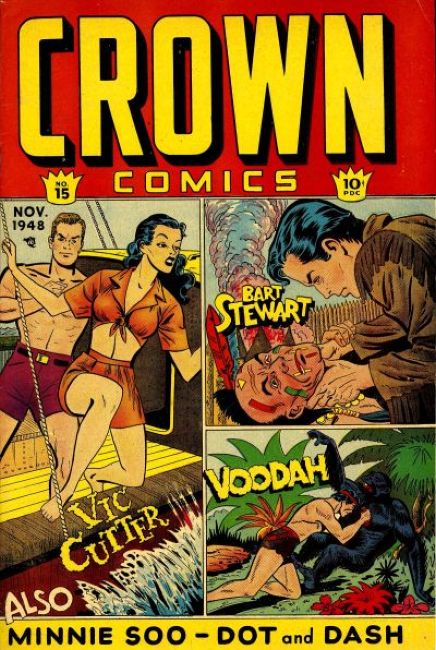 CROWN
COMICS
NO.
15
10¢
PDC
NOV.
1948
BART
STEWART
VOODAH
VIC
CUTTER
ALSO
MINNIE SOO - DOT and DASH